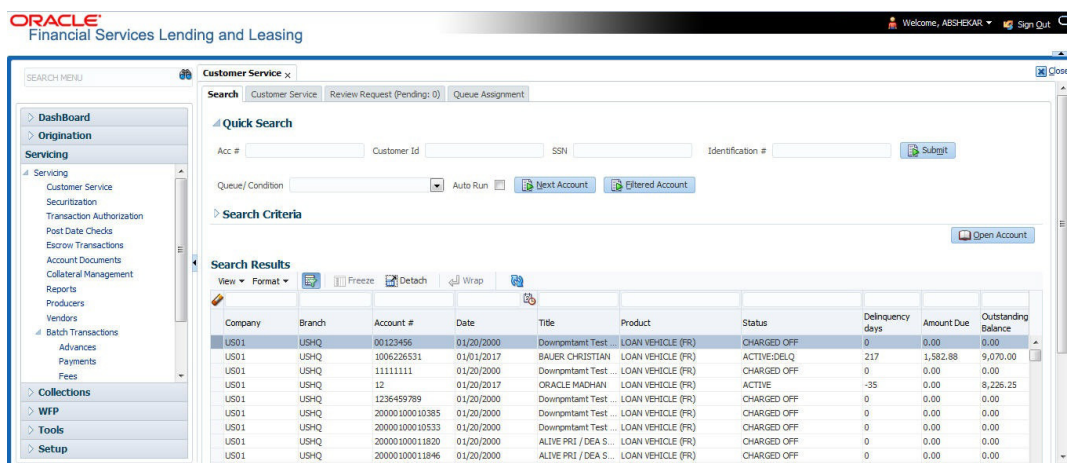 ORACLE
Financial Services Lending and Leasing
Welcome, ABSHEKAR
Sign Out
SEARCH MENU
Customer Service x
Close
Search
Customer Service
Review Request (Pending: 0)
Queue Assignment
DashBoard
Origination
Servicing
Servicing
Customer Service
Securitization
Transaction Authorization
Post Date Checks
Escrow Transactions
Account Documents
Collateral Management
Reports
Producers
Vendors
Batch Transactions
Advances
Payments
Fees
Collections
WFP
Tools
Setup
Quick Search
Acc #
Customer Id
SSN
Identification #
Submit
Queue/Condition
Auto Run
Next Account
Filtered Account
Search Criteria
Open Account
Search Results
View Format Freeze Detach Wrap
Company Branch Account # Date Title Product Status Delinquency days Amount Due Outstanding Balance
US01 USHQ 00123456 01/20/2000 Downpmtamt Test ... LOAN VEHICLE (FR) CHARGED OFF 0 0.00 0.00
US01 USHQ 1006226531 01/01/2017 BAUER CHRISTIAN LOAN VEHICLE (FR) ACTIVE:DELQ 217 1,582.88 9,070.00
US01 USHQ 11111111 01/20/2000 Downpmtamt Test ... LOAN VEHICLE (FR) CHARGED OFF 0 0.00 0.00
US01 USHQ 12 01/20/2017 ORACLE MADHAN LOAN VEHICLE (FR) ACTIVE -35 0.00 8,226.25
US01 USHQ 1236459789 01/20/2000 Downpmtamt Test ... LOAN VEHICLE (FR) CHARGED OFF 0 0.00 0.00
US01 USHQ 20000100010385 01/20/2000 Downpmtamt Test ... LOAN VEHICLE (FR) CHARGED OFF 0 0.00 0.00
US01 USHQ 20000100010533 01/20/2000 Downpmtamt Test ... LOAN VEHICLE (FR) CHARGED OFF 0 0.00 0.00
US01 USHQ 20000100011820 01/20/2000 ALIVE PRI / DEA S... LOAN VEHICLE (FR) CHARGED OFF 0 0.00 0.00
US01 USHQ 20000100011846 01/20/2000 ALIVE PRI / DEA S... LOAN VEHICLE (FR) CHARGED OFF 0 0.00 0.00